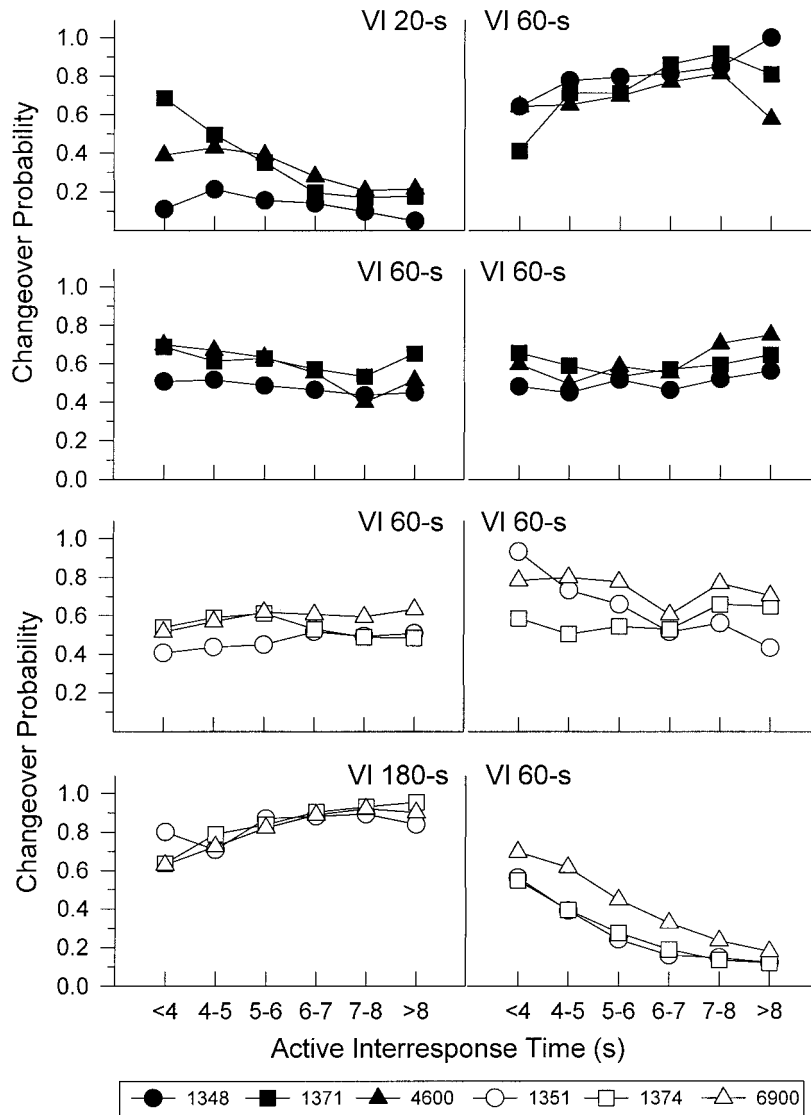 VI 20-s
VI 60-s
1.0
0.8
0.6
0.4
0.2
Changeover Probability
VI 60-s
VI 60-s
1.0
0.8
0.6
0.4
0.2
0.0
VI 60-s
VI 60-s
1.0
0.8
0.6
0.4
0.2
Changeover Probability
VI 180-s
VI 60-s
1.0
0.8
0.6
0.4
0.2
0.0
<4 4-5 5-6 6-7 7-8 >8 <4 4-5 5-6 6-7 7-8 >8
Active Interresponse Time (s)
1348 1371 4600 1351 1374 6900